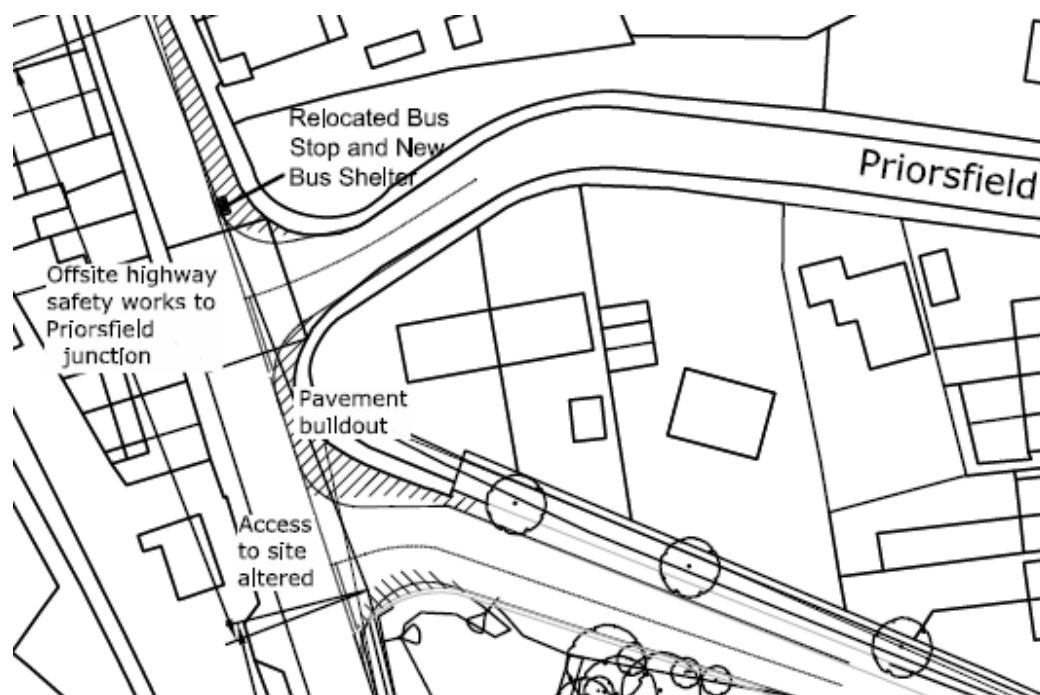 Relocated Bus
Stop and New
Bus Shelter
Priorsfield
Offsite highway
safety works to
Priorsfield
junction
Pavement
buildout
Access
to site
altered